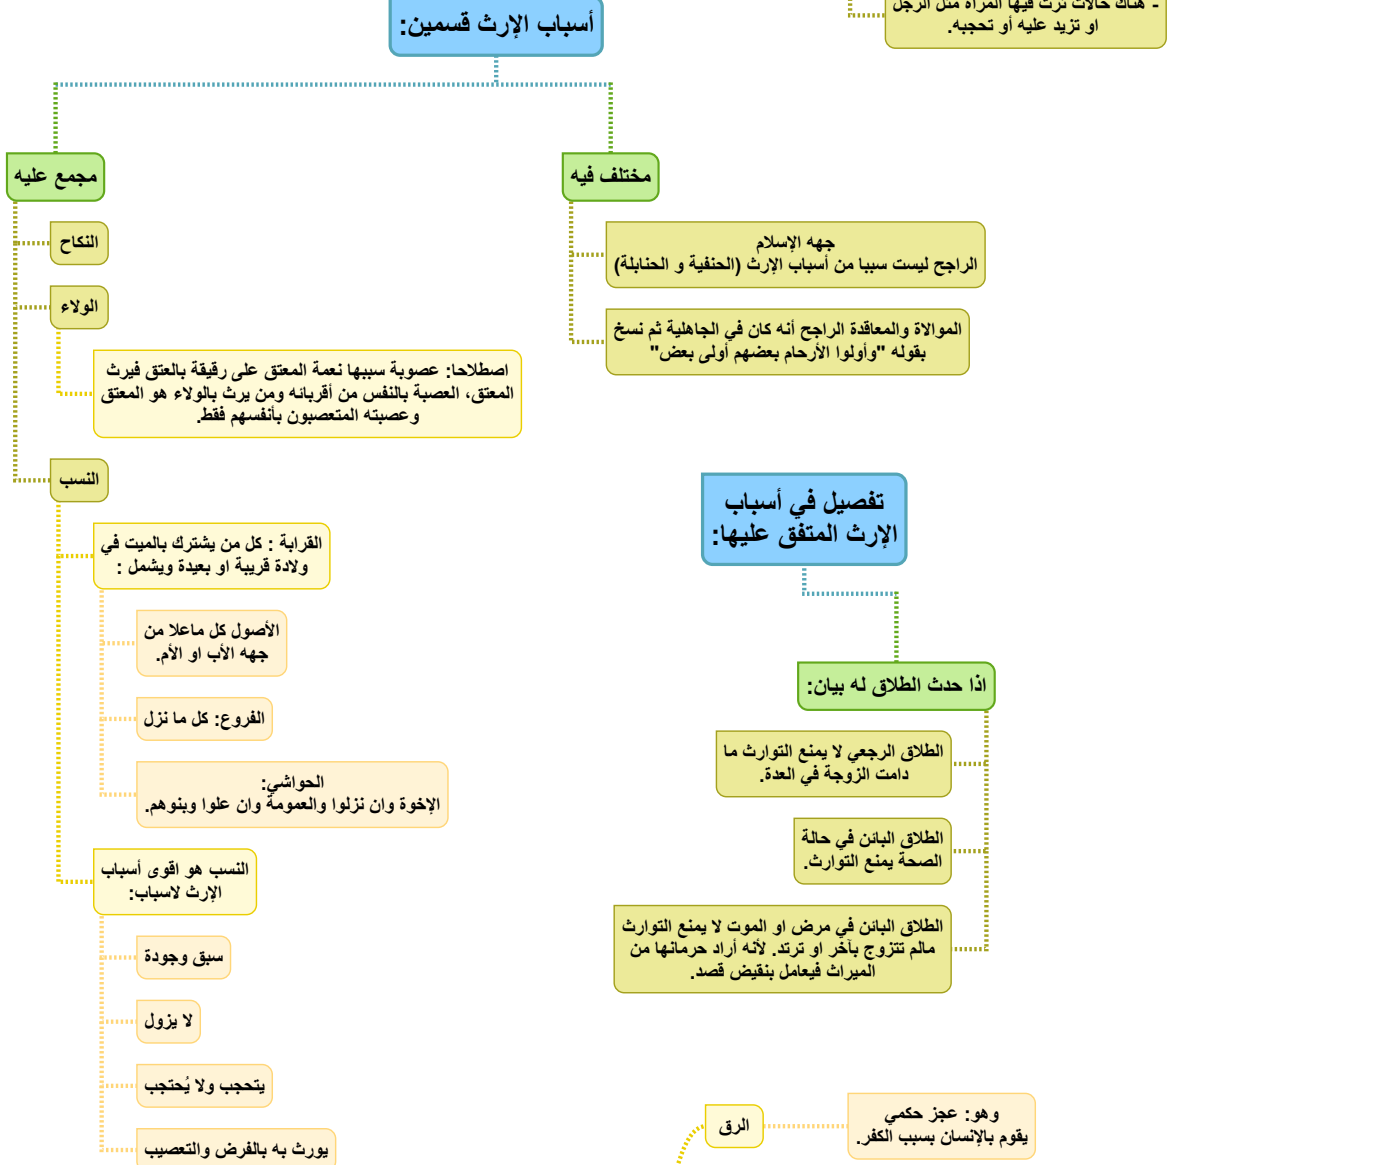 - هناك حالات ترث فيها المرأة مثل الرجل
او تزيد عليه أو تحجبه.
أسباب الإرث قسمين:
مختلف فيه
جهه الإسلام
الراجح ليست سببا من أسباب الإرث (الحنفية و الحنابلة)
الموالاة والمعاقدة الراجح أنه كان في الجاهلية ثم نسخ
بقوله "وأولوا الأرحام بعضهم أولى بعض"
مجمع عليه
النكاح
الولاء
اصطلاحا: عصوبة سببها نعمة المعتق على رقيقة بالعتق فيرث
المعتق، العصبة بالنفس من أقربائه ومن يرث بالولاء هو المعتق
وعصبته المتعصبون بأنفسهم فقط.
النسب
القرابة : كل من يشترك بالميت في
ولادة قريبة او بعيدة ويشمل :
الأصول كل ماعلا من
جهه الأب او الأم.
الفروع: كل ما نزل
الحواشي:
الإخوة وان نزلوا والعمومة وان علوا وبنوهم.
النسب هو اقوى أسباب
الإرث لاسباب:
سبق وجودة
لا يزول
يتحجب ولا يُحتجب
يورث به بالفرض والتعصيب
تفصيل في أسباب
الإرث المتفق عليها:
اذا حدث الطلاق له بيان:
الطلاق الرجعي لا يمنع التوارث ما
دامت الزوجة في العدة.
الطلاق البائن في حالة
الصحة يمنع التوارث.
الطلاق البائن في مرض او الموت لا يمنع التوارث
مالم تتزوج بآخر او ترتد. لأنه أراد حرمانها من
الميراث فيعامل بنقيض قصد.
الرق
وهو: عجز حكمي
يقوم بالإنسان بسبب الكفر.